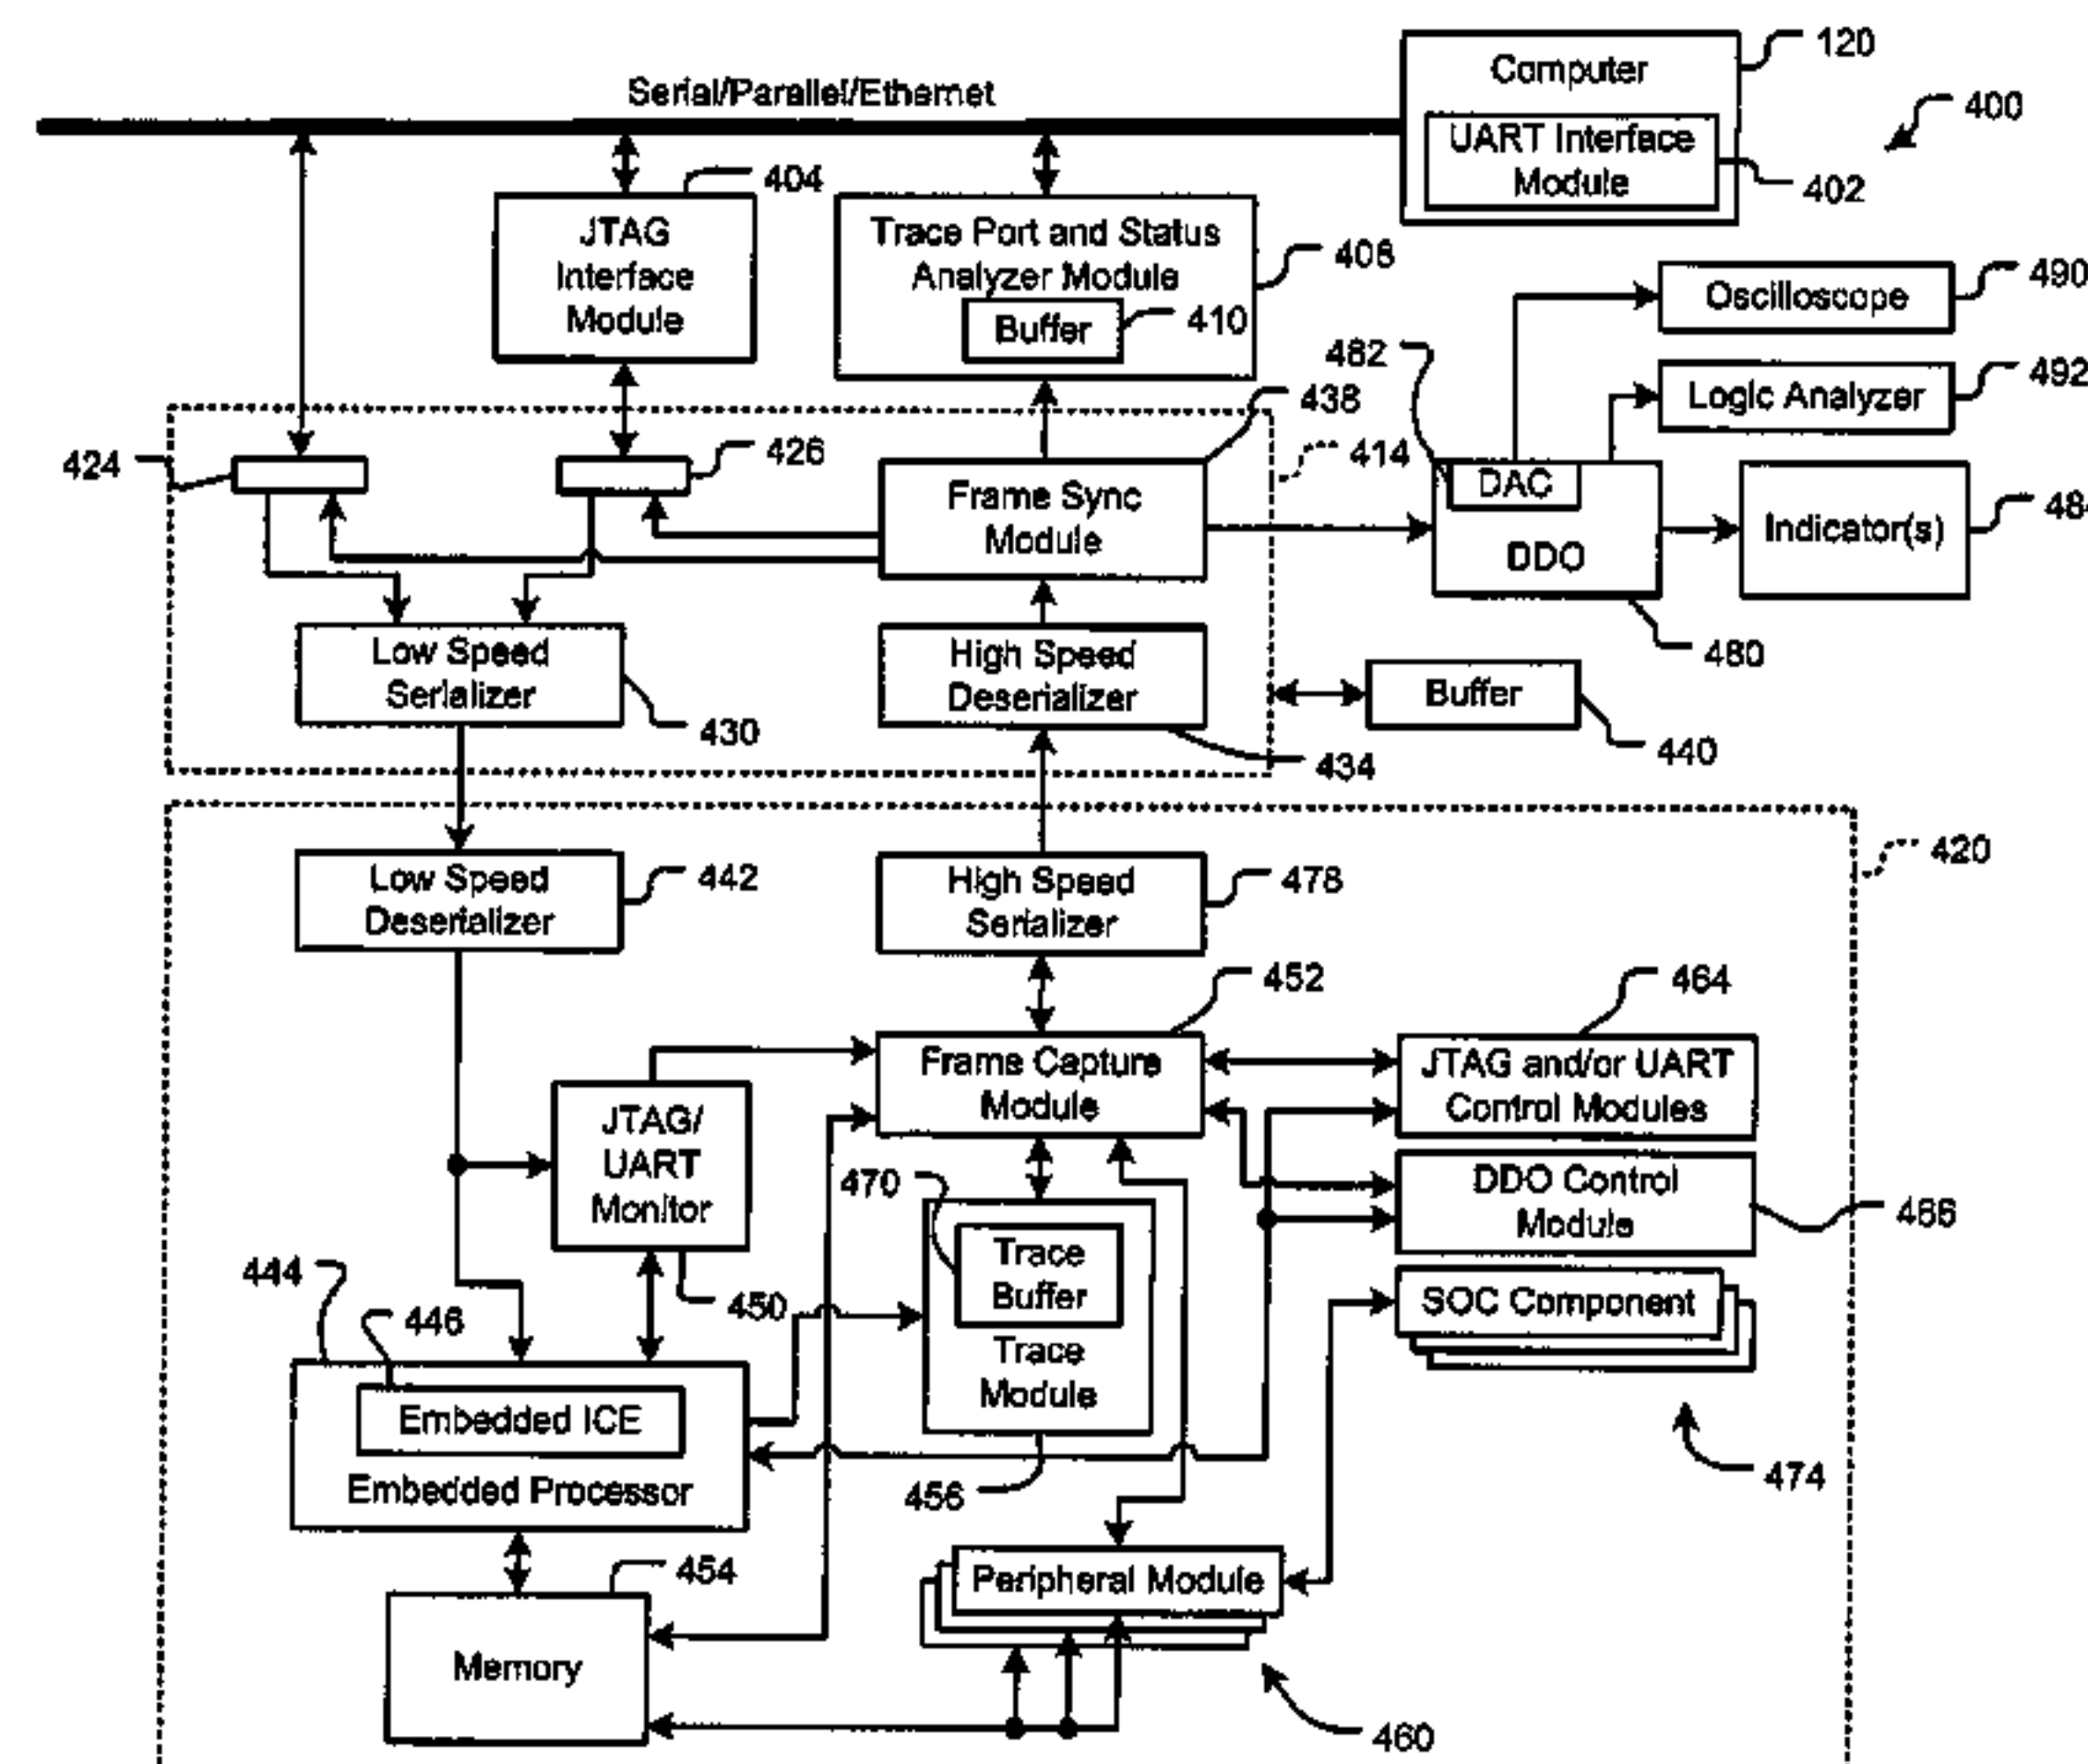 Serial/Parallel/Ethernet
Computer
120
400
UART Interface
Module
402
404
JTAG
Interface
Module
Trace Port and Status
Analyzer Module
408
Buffer
410
Oscilloscope
490
482
Logic Analyzer
492
438
424
426
414
DAC
DDO
Indicator(s)
Frame Sync
Module
480
Low Speed
Serializer
430
High Speed
Deserializer
434
Buffer
440
420
Low Speed
Deserializer
442
High Speed
Serializer
478
452
464
Frame Capture
Module
JTAG and/or UART
Control Modules
JTAG/
UART
Monitor
470
DDO Control
Module
466
Trace
Buffer
Trace
Module
444
446
450
SOC Component
Embedded ICE
Embedded Processor
456
474
454
Peripheral Module
Memory
460